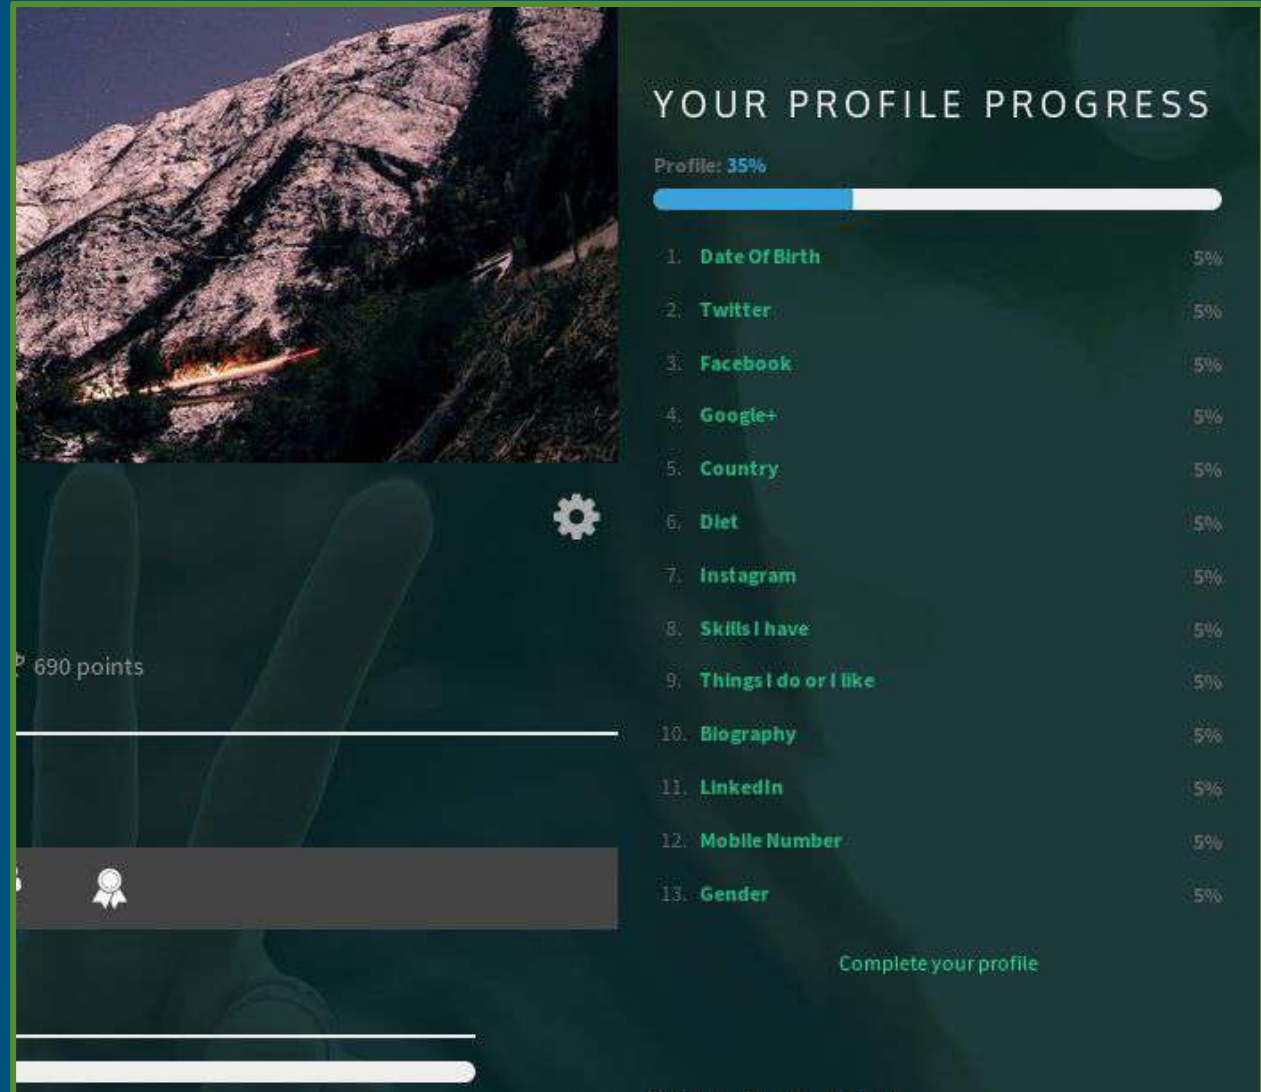 YOUR PROFILE PROGRESS
Profile: 35%
1. Date Of Birth 5%
2. Twitter 5%
3. Facebook 5%
4. Google+ 5%
5. Country 5%
6. Diet 5%
7. Instagram 5%
8. Skills I have 5%
9. Things I do or I like 5%
10. Biography 5%
11. LinkedIn 5%
12. Mobile Number 5%
13. Gender 5%
Complete your profile
690 points